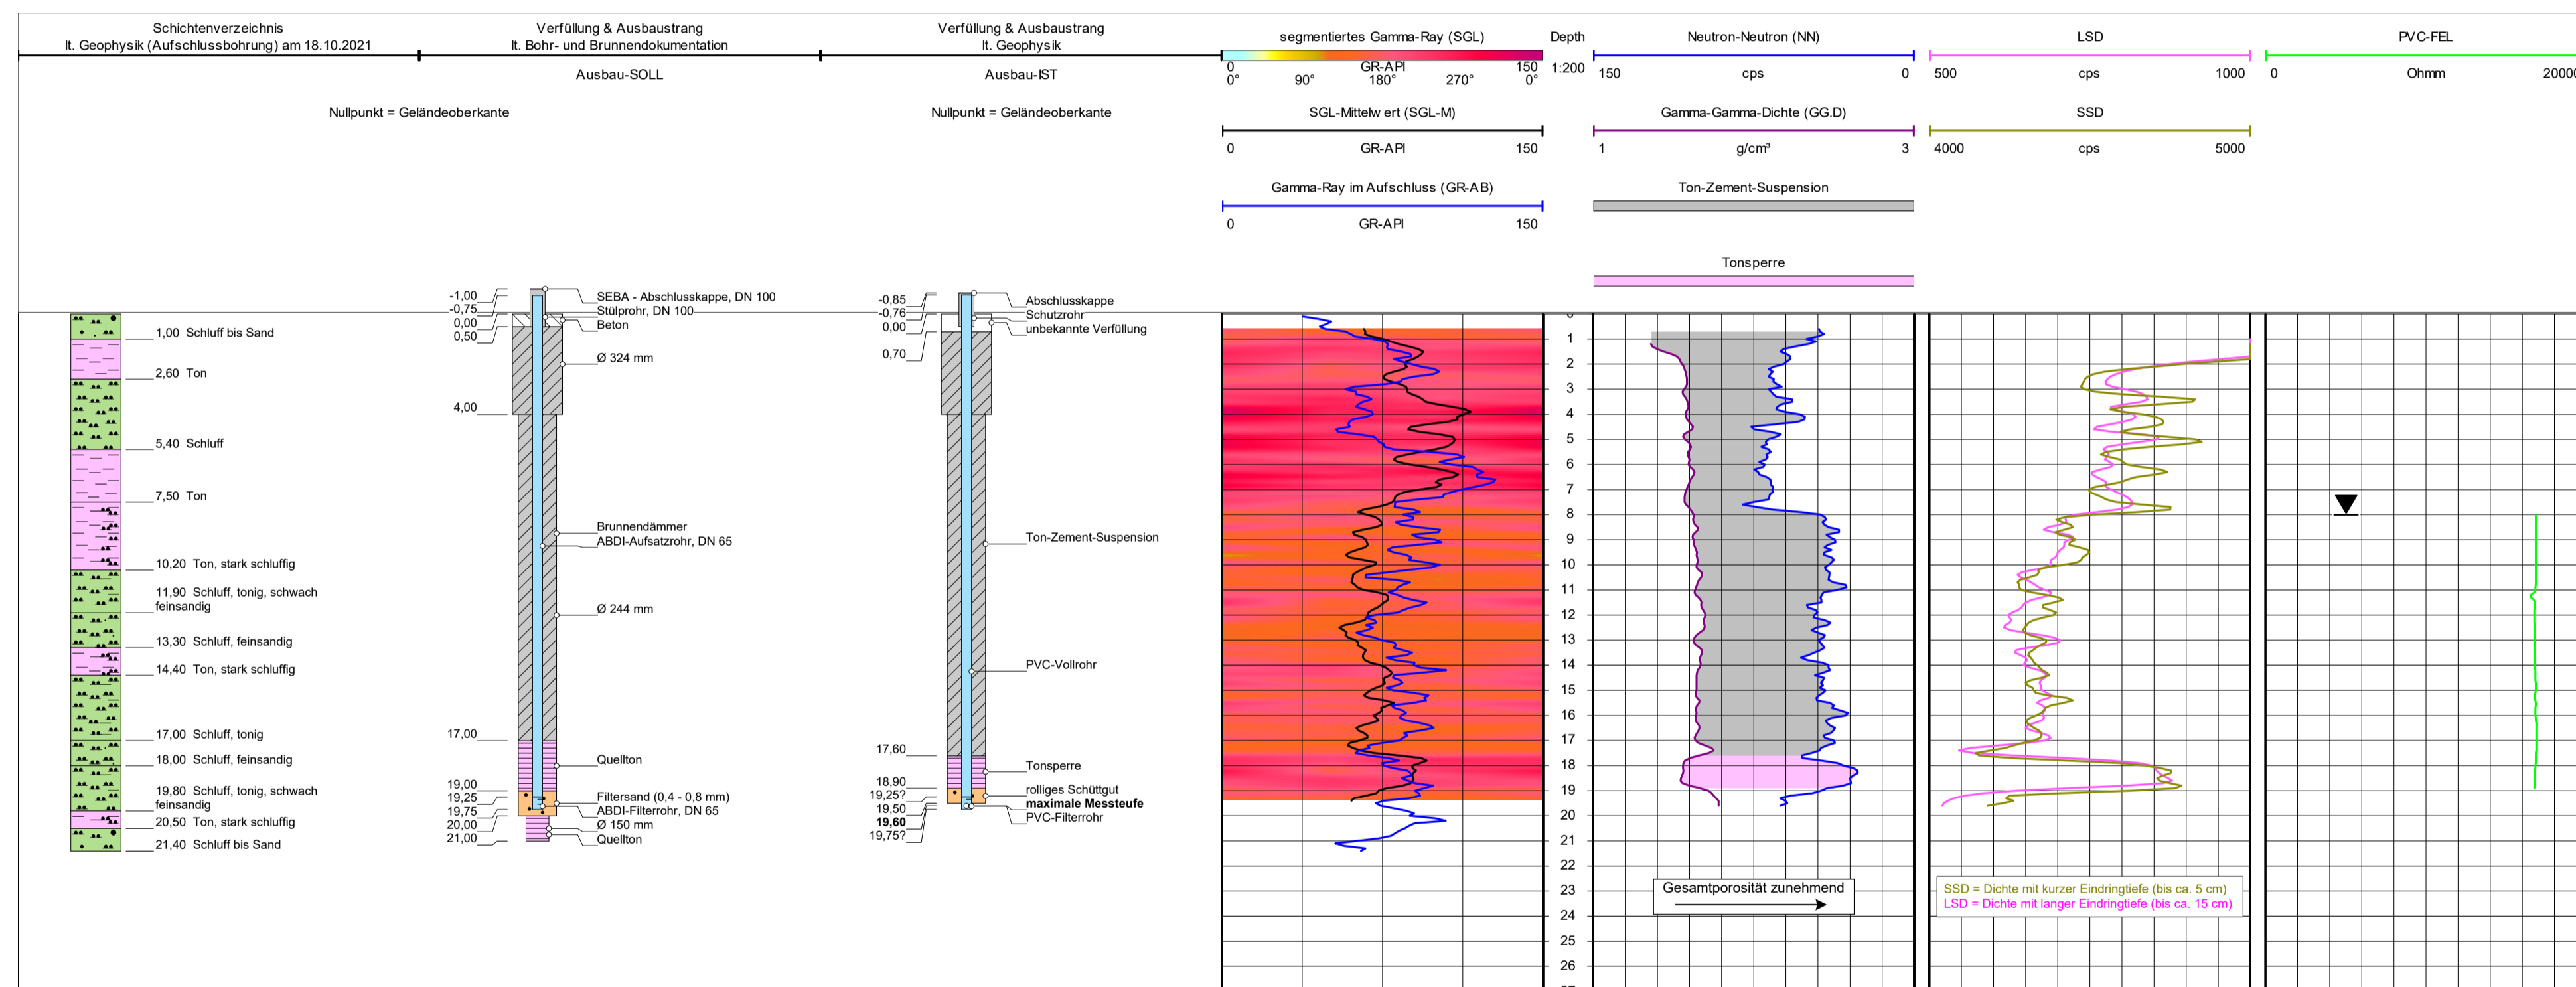 Schichtenverzeichnis
lt. Geophysik (Aufschlussbohrung) am 18.10.2021
Verfüllung & Ausbaustrang
lt. Bohr- und Brunnendokumentation
Ausbau-SOLL
Nullpunkt = Geländeoberkante
Verfüllung & Ausbaustrang
lt. Geophysik
Ausbau-IST
Nullpunkt = Geländeoberkante
segmentiertes Gamma-Ray (SGL)
0 GR-API 150
0° 90° 180° 270° 0°
SGL-Mittelwert (SGL-M)
0 GR-API 150
Gamma-Ray im Aufschluss (GR-AB)
0 GR-API 150
Depth
1:200
Neutron-Neutron (NN)
150 cps 0
Gamma-Gamma-Dichte (GG.D)
1 g/cm³ 3
Ton-Zement-Suspension
Tonsperre
LSD
500 cps 1000
SSD
4000 cps 5000
PVC-FEL
0 Ohmm 20000
1,00 Schluff bis Sand
2,60 Ton
5,40 Schluff
7,50 Ton
10,20 Ton, stark schluffig
11,90 Schluff, tonig, schwach
feinsandig
13,30 Schluff, feinsandig
14,40 Ton, stark schluffig
17,00 Schluff, tonig
18,00 Schluff, feinsandig
19,80 Schluff, tonig, schwach
feinsandig
20,50 Ton, stark schluffig
21,40 Schluff bis Sand
-1,00
-0,75
0,00
0,50
4,00
17,00
19,00
19,25
19,75
20,00
21,00
SEBA - Abschlusskappe, DN 100
Stülprohr, DN 100
Beton
Ø 324 mm
Brunnendämmer
ABDI-Aufsatzrohr, DN 65
Ø 244 mm
Quellton
Filtersand (0,4 - 0,8 mm)
ABDI-Filterrohr, DN 65
Ø 150 mm
Quellton
-0,85
-0,76
0,00
0,70
17,60
18,90
19,25?
19,50
19,60
19,75?
Abschlusskappe
Schutzrohr
unbekannte Verfüllung
Ton-Zement-Suspension
PVC-Vollrohr
Tonsperre
rolliges Schüttgut
maximale Messteufe
PVC-Filterrohr
0
1
2
3
4
5
6
7
8
9
10
11
12
13
14
15
16
17
18
19
20
21
22
23
24
25
26
27
Gesamtporosität zunehmend
SSD = Dichte mit kurzer Eindringtiefe (bis ca. 5 cm)
LSD = Dichte mit langer Eindringtiefe (bis ca. 15 cm)